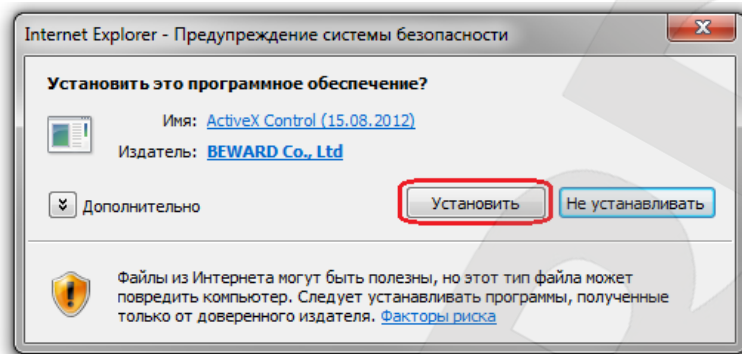 Internet Explorer - Предупреждение системы безопасности
Установить это программное обеспечение?
Имя: ActiveX Control (15.08.2012)
Издатель: BEWARD Co., Ltd
Дополнительно
Установить
Не устанавливать
Файлы из Интернета могут быть полезны, но этот тип файла может
повредить компьютер. Следует устанавливать программы, полученные
только от доверенного издателя. Факторы риска